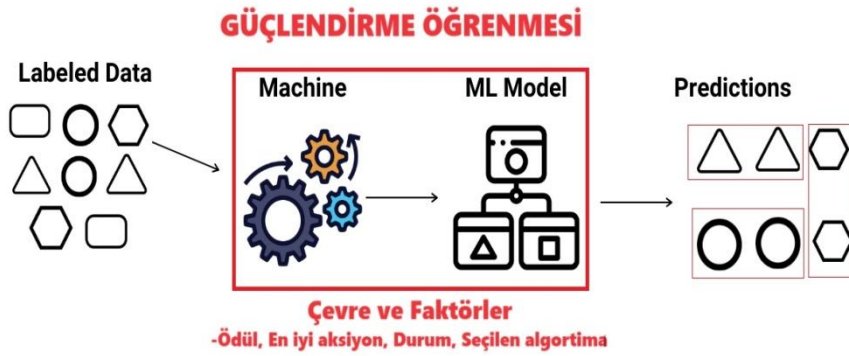 GÜÇLENDİRME ÖĞRENMESİ
Labeled Data
Machine
ML Model
Predictions
Çevre ve Faktörler
-Ödül, En iyi aksiyon, Durum, Seçilen algortima